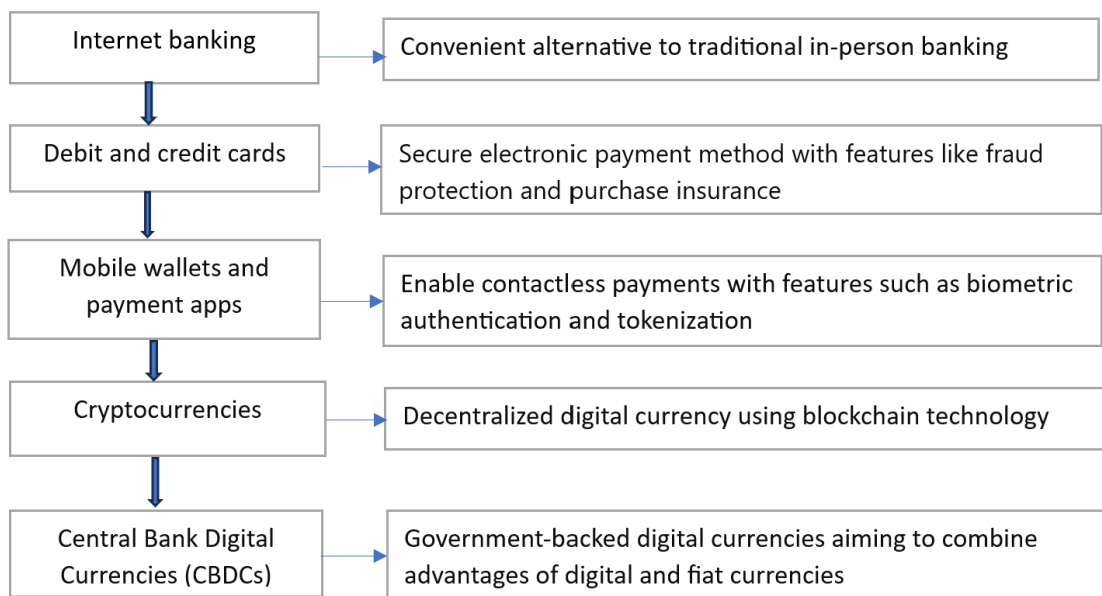 Internet banking
Convenient alternative to traditional in-person banking
Debit and credit cards
Secure electronic payment method with features like fraud
protection and purchase insurance
Mobile wallets and
payment apps
Enable contactless payments with features such as biometric
authentication and tokenization
Cryptocurrencies
Decentralized digital currency using blockchain technology
Central Bank Digital
Currencies (CBDCs)
Government-backed digital currencies aiming to combine
advantages of digital and fiat currencies